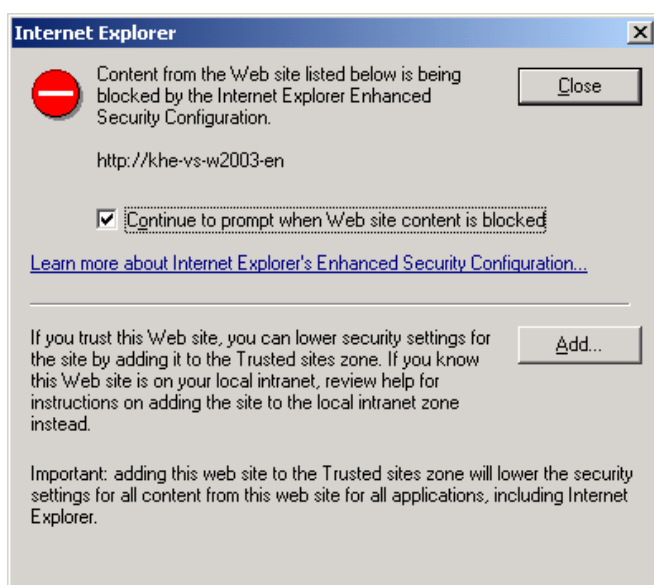 Internet Explorer
Content from the Web site listed below is being
blocked by the Internet Explorer Enhanced
Security Configuration.
Close
http://khe-vs-w2003-en
Continue to prompt when Web site content is blocked
Learn more about Internet Explorer's Enhanced Security Configuration...
If you trust this Web site, you can lower security settings for
the site by adding it to the Trusted sites zone. If you know
this Web site is on your local intranet, review help for
instructions on adding the site to the local intranet zone
instead.
Add...
Important: adding this web site to the Trusted sites zone will lower the security
settings for all content from this web site for all applications, including Internet
Explorer.